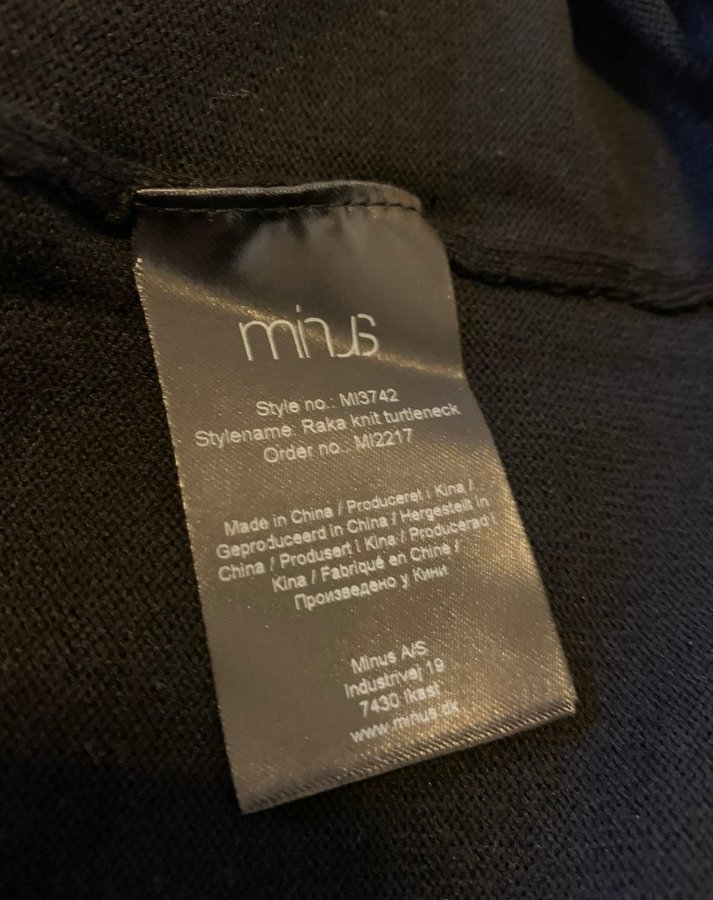 minus
Style no.: MI3742
Stylename: Raka knit turtleneck
Order no.: MI2217
Made in China / Produceret i Kina /
Geproduceerd in China / Hergestellt in
China / Produsert i Kina / Producerad i
Kina / Fabriqué en Chine /
Произведено у Кини
Minus A/S
Industrivej 19
7430 Ikast
www.minus.dk